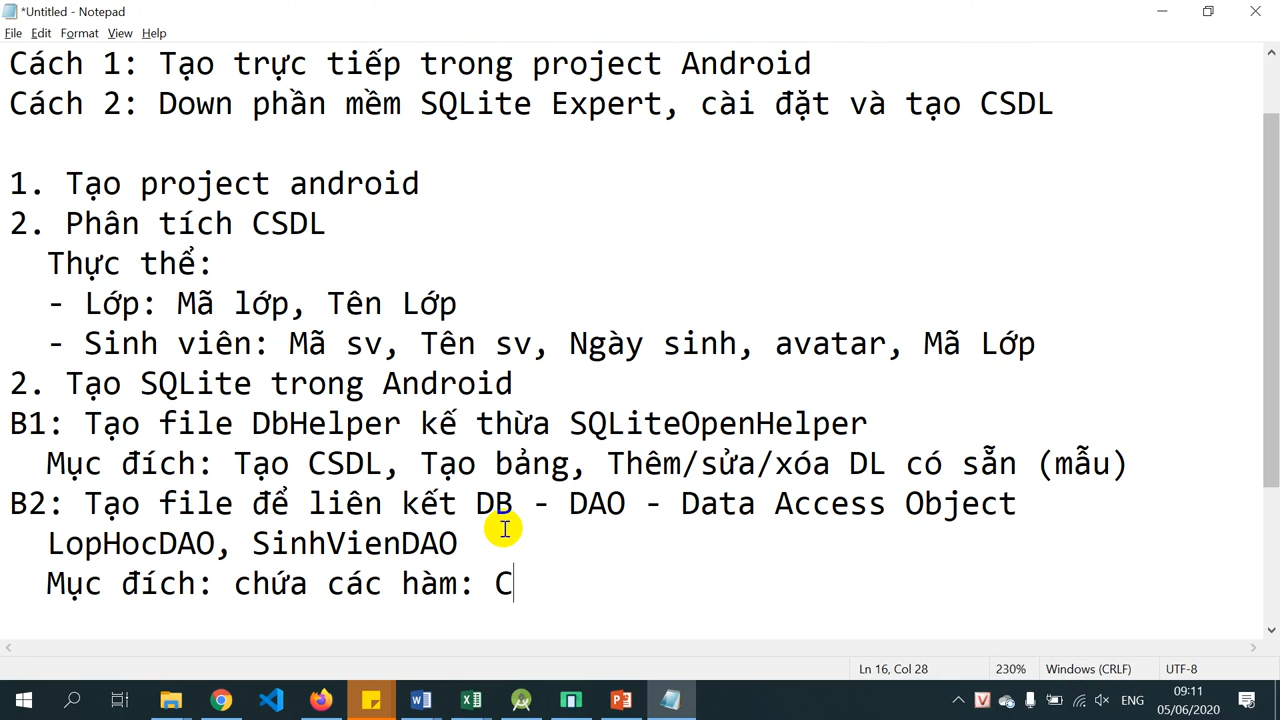 *Untitled - Notepad
File Edit Format View Help
Cách 1: Tạo trực tiếp trong project Android
Cách 2: Down phần mềm SQLite Expert, cài đặt và tạo CSDL
1. Tạo project android
2. Phân tích CSDL
Thực thể:
- Lớp: Mã lớp, Tên Lớp
- Sinh viên: Mã sv, Tên sv, Ngày sinh, avatar, Mã Lớp
2. Tạo SQLite trong Android
B1: Tạo file DbHelper kế thừa SQLiteOpenHelper
Mục đích: Tạo CSDL, Tạo bảng, Thêm/sửa/xóa DL có sẵn (mẫu)
B2: Tạo file để liên kết DB - DAO - Data Access Object
LopHocDAO, SinhVienDAO
Mục đích: chứa các hàm: C
Ln 16, Col 28 230% Windows (CRLF) UTF-8
ENG 09:11
05/06/2020